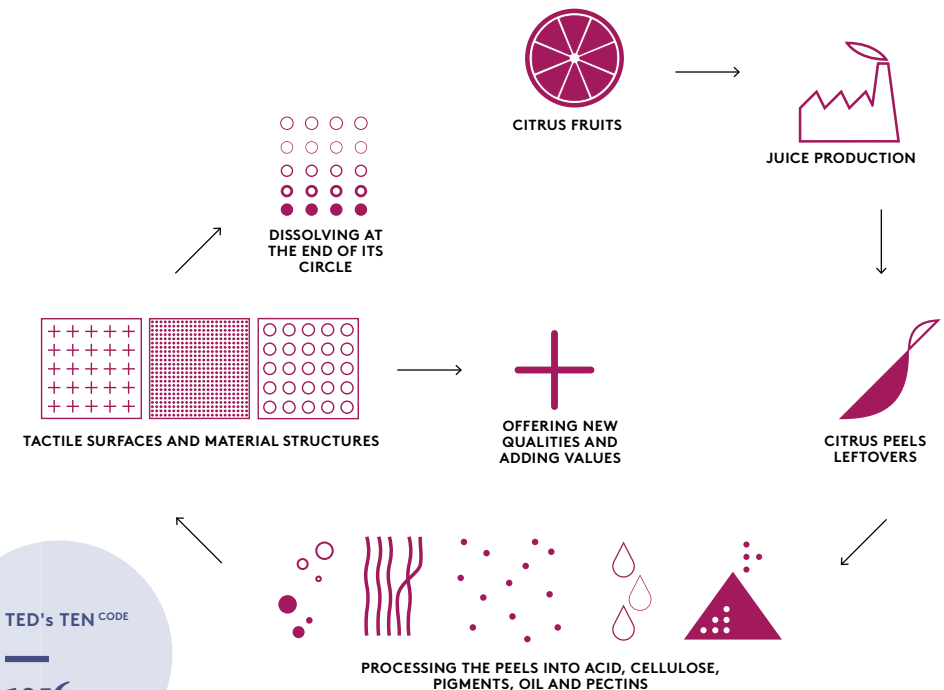 CITRUS FRUITS
JUICE PRODUCTION
DISSOLVING AT
THE END OF ITS
CIRCLE
TACTILE SURFACES AND MATERIAL STRUCTURES
OFFERING NEW
QUALITIES AND
ADDING VALUES
CITRUS PEELS
LEFTOVERS
PROCESSING THE PEELS INTO ACID, CELLULOSE,
PIGMENTS, OIL AND PECTINS
TED's TEN CODE